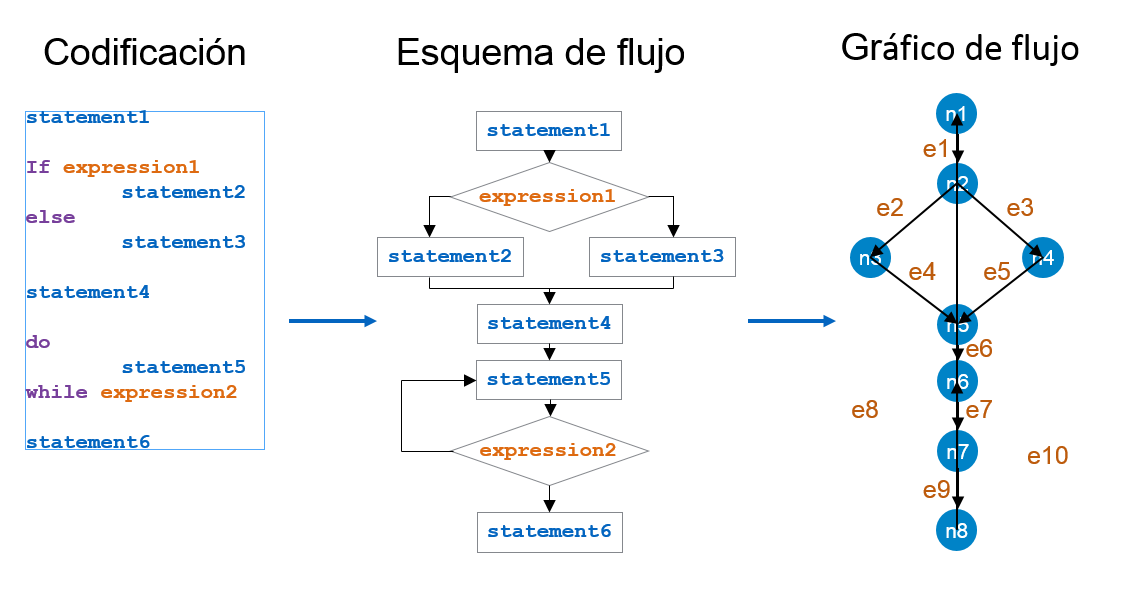 Codificación
statement1
If expression1
statement2
else
statement3
statement4
do
statement5
while expression2
statement6
Esquema de flujo
statement1
expression1
statement2
statement3
statement4
statement5
expression2
statement6
Gráfico de flujo
n1
e1
n2
e2
e3
n3
n4
e4
e5
n5
e6
n6
e8
e7
n7
e10
e9
n8